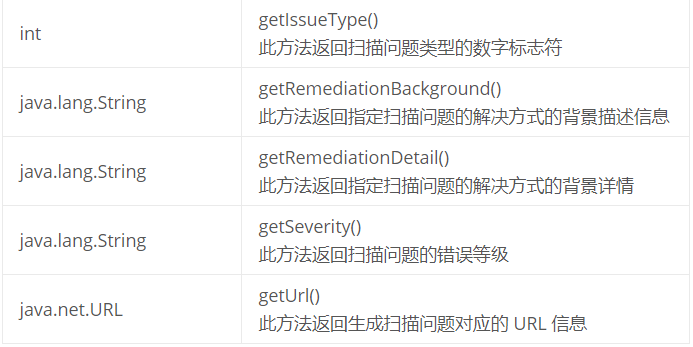 int
getIssueType()
此方法返回扫描问题类型的数字标志符
java.lang.String
getRemediationBackground()
此方法返回指定扫描问题的解决方式的背景描述信息
java.lang.String
getRemediationDetail()
此方法返回指定扫描问题的解决方式的背景详情
java.lang.String
getSeverity()
此方法返回扫描问题的错误等级
java.net.URL
getUrl()
此方法返回生成扫描问题对应的 URL 信息